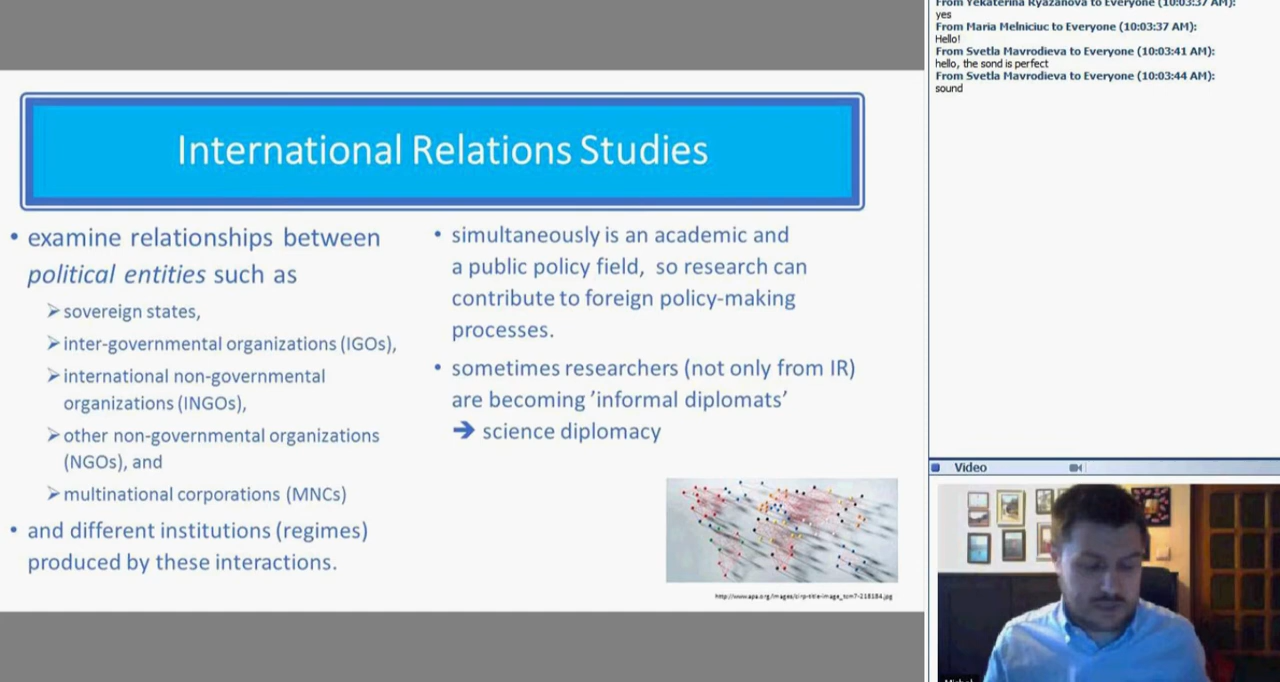 International Relations Studies
• examine relationships between
political entities such as
➢sovereign states,
➢inter-governmental organizations (IGOs),
➢international non-governmental
organizations (INGOs),
➢other non-governmental organizations
(NGOs), and
➢multinational corporations (MNCs)
• and different institutions (regimes)
produced by these interactions.
• simultaneously is an academic and
a public policy field, so research can
contribute to foreign policy-making
processes.
• sometimes researchers (not only from IR)
are becoming ’informal diplomats’
➔ science diplomacy
From Yekaterina Ryazanova to Everyone (10:03:37 AM):
yes
From Maria Melniciuc to Everyone (10:03:37 AM):
Hello!
From Svetla Mavrodieva to Everyone (10:03:41 AM):
hello, the sond is perfect
From Svetla Mavrodieva to Everyone (10:03:44 AM):
sound
Video